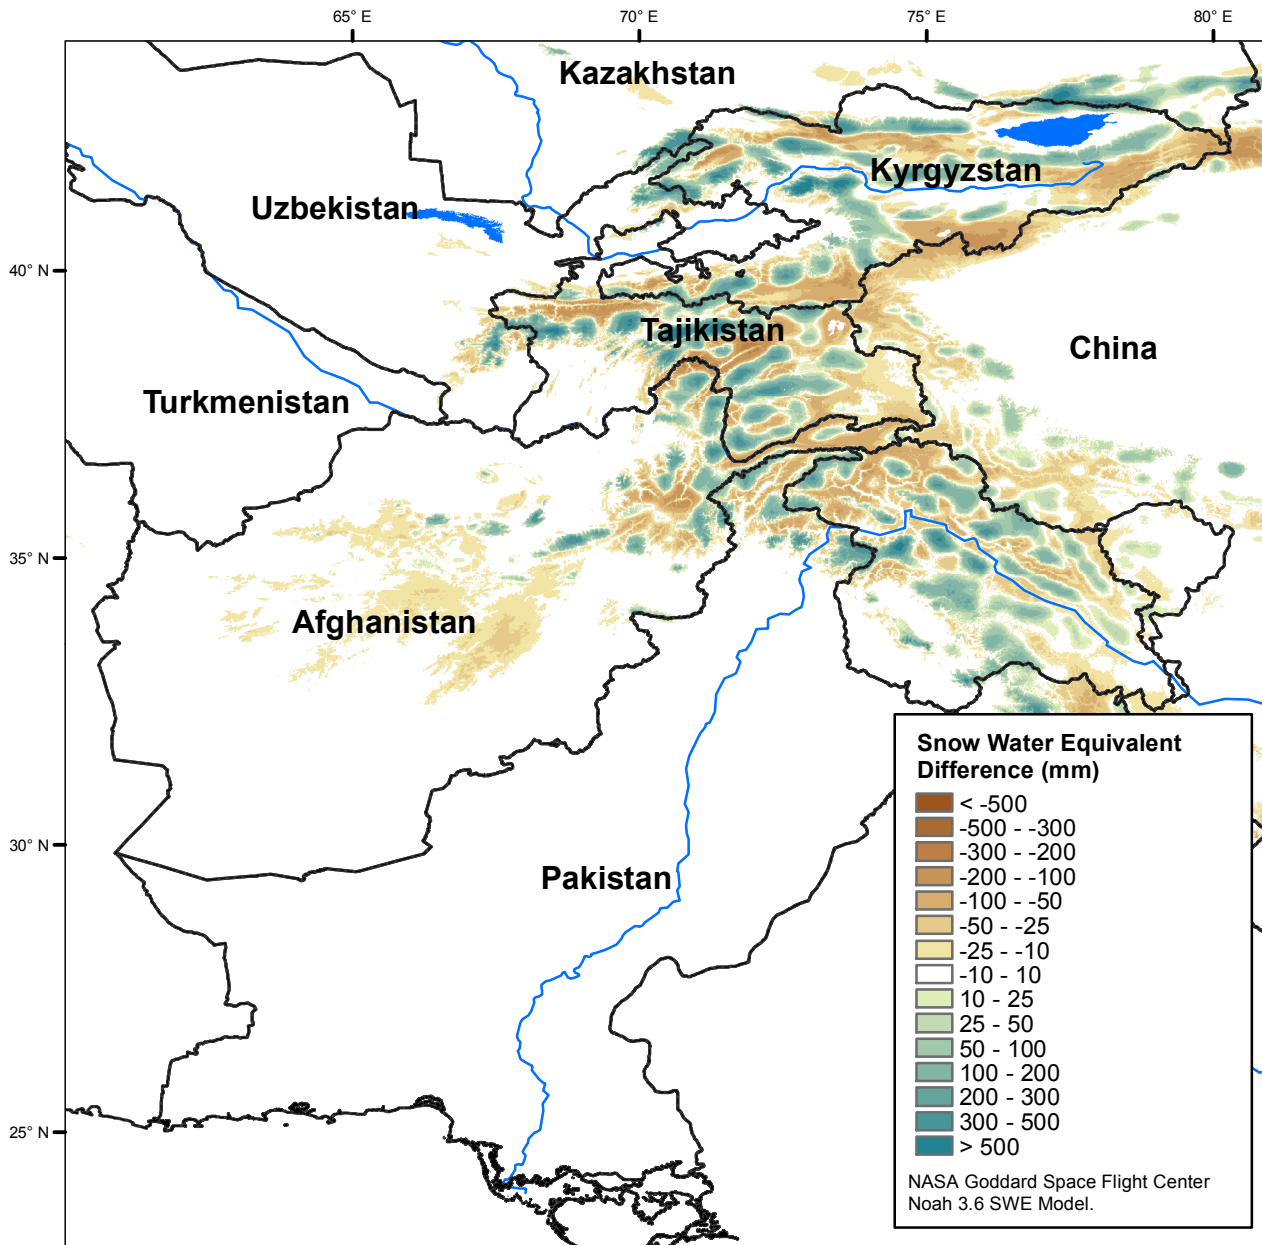 65° E
70° E
75° E
80° E
Kazakhstan
Kyrgyzstan
Uzbekistan
40° N
Tajikistan
China
Turkmenistan
35° N
Afghanistan
30° N
Pakistan
25° N
Snow Water Equivalent
Difference (mm)
< -500
-500 - -300
-300 - -200
-200 - -100
-100 - -50
-50 - -25
-25 - -10
-10 - 10
10 - 25
25 - 50
50 - 100
100 - 200
200 - 300
300 - 500
> 500
NASA Goddard Space Flight Center
Noah 3.6 SWE Model.